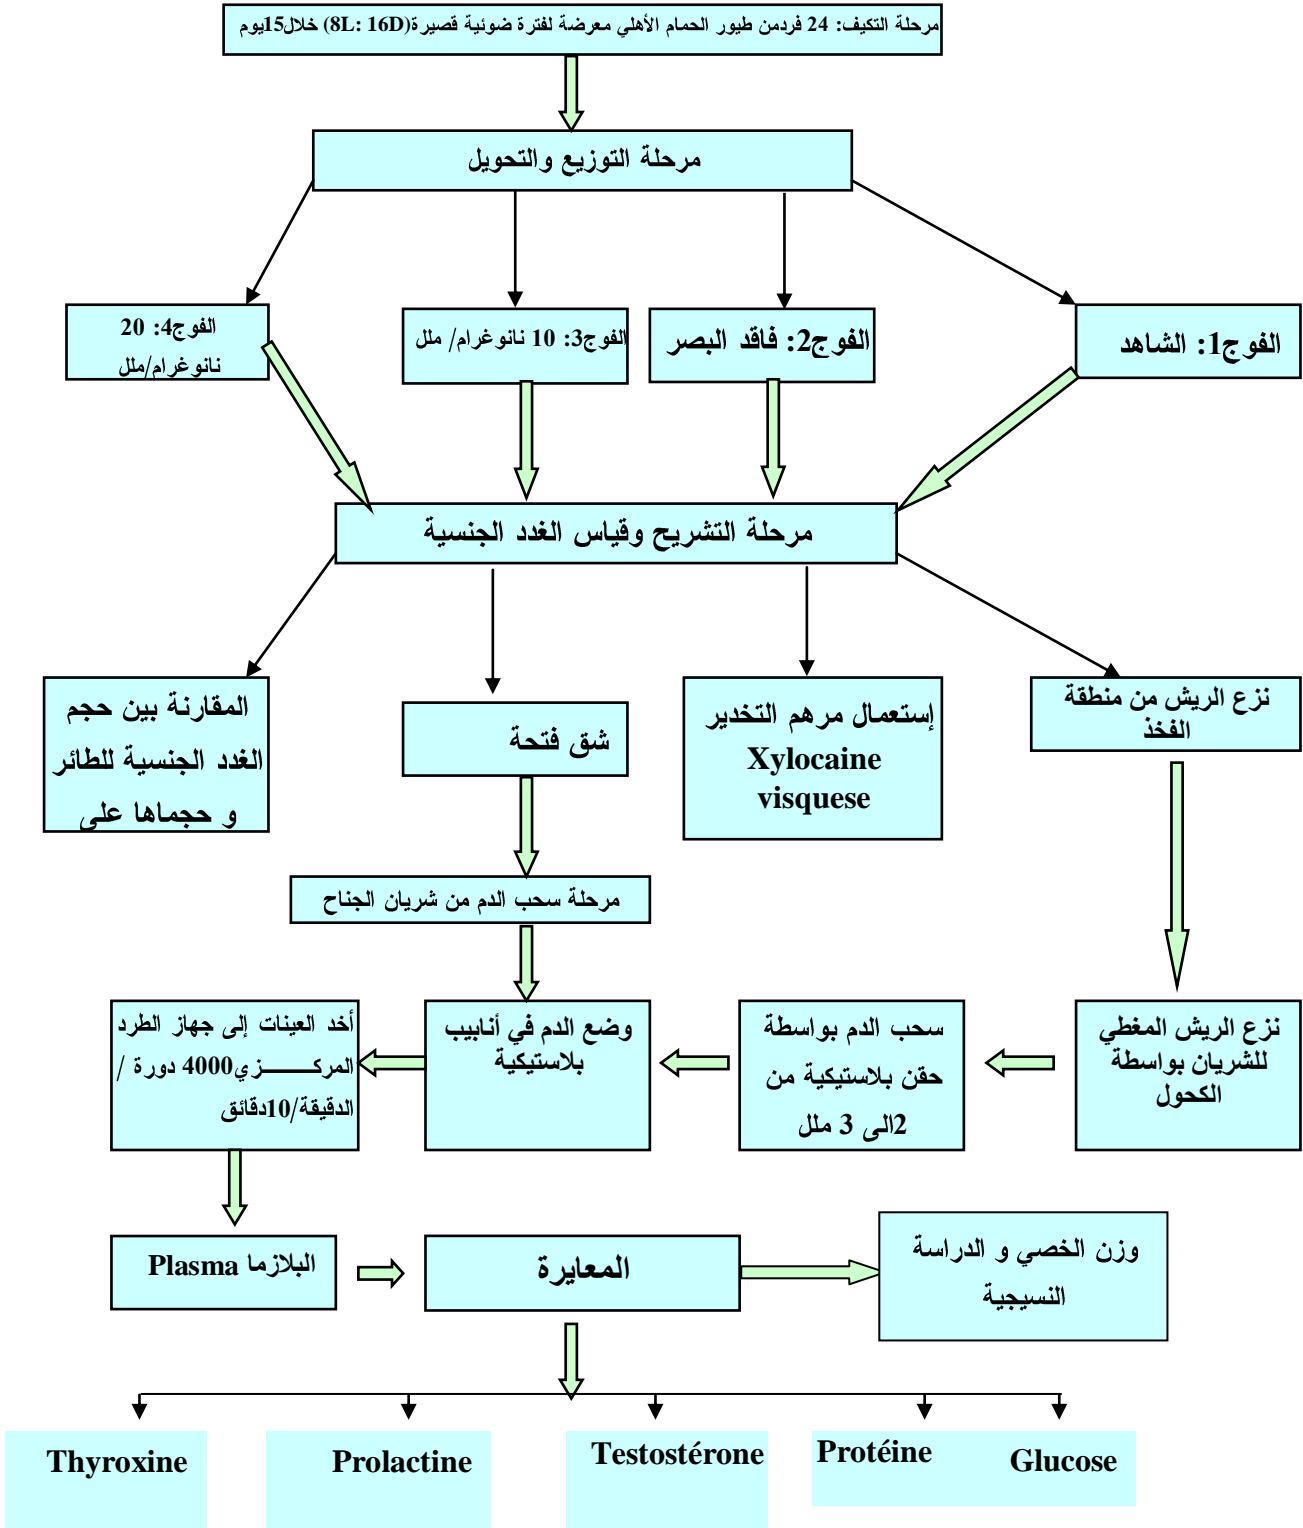 مرحلة التكيف: 24 فردمن طيور الحمام الأهلي معرضة لفترة ضوئية قصيرة(8L: 16D) خلال15يوم
مرحلة التوزيع والتحويل
الفوج1: الشاهد
الفوج2: فاقد البصر
الفوج3: 10 نانوغرام/ ملل
الفوج4: 20
نانوغرام/ملل
مرحلة التشريح وقياس الغدد الجنسية
نزع الريش من منطقة
الفخذ
إستعمال مرهم التخدير
Xylocaine
visquese
شق فتحة
المقارنة بين حجم
الغدد الجنسية للطائر
و حجماها على
مرحلة سحب الدم من شريان الجناح
نزع الريش المغطي
للشريان بواسطة
الكحول
سحب الدم بواسطة
حقن بلاستيكية من
2الى 3 ملل
وضع الدم في أنابيب
بلاستيكية
أخد العينات إلى جهاز الطرد
المركـــــــزي4000 دورة /
الدقيقة/10دقائق
البلازما Plasma
المعايرة
وزن الخصي و الدراسة
النسيجية
Thyroxine
Prolactine
Testostérone
Protéine
Glucose